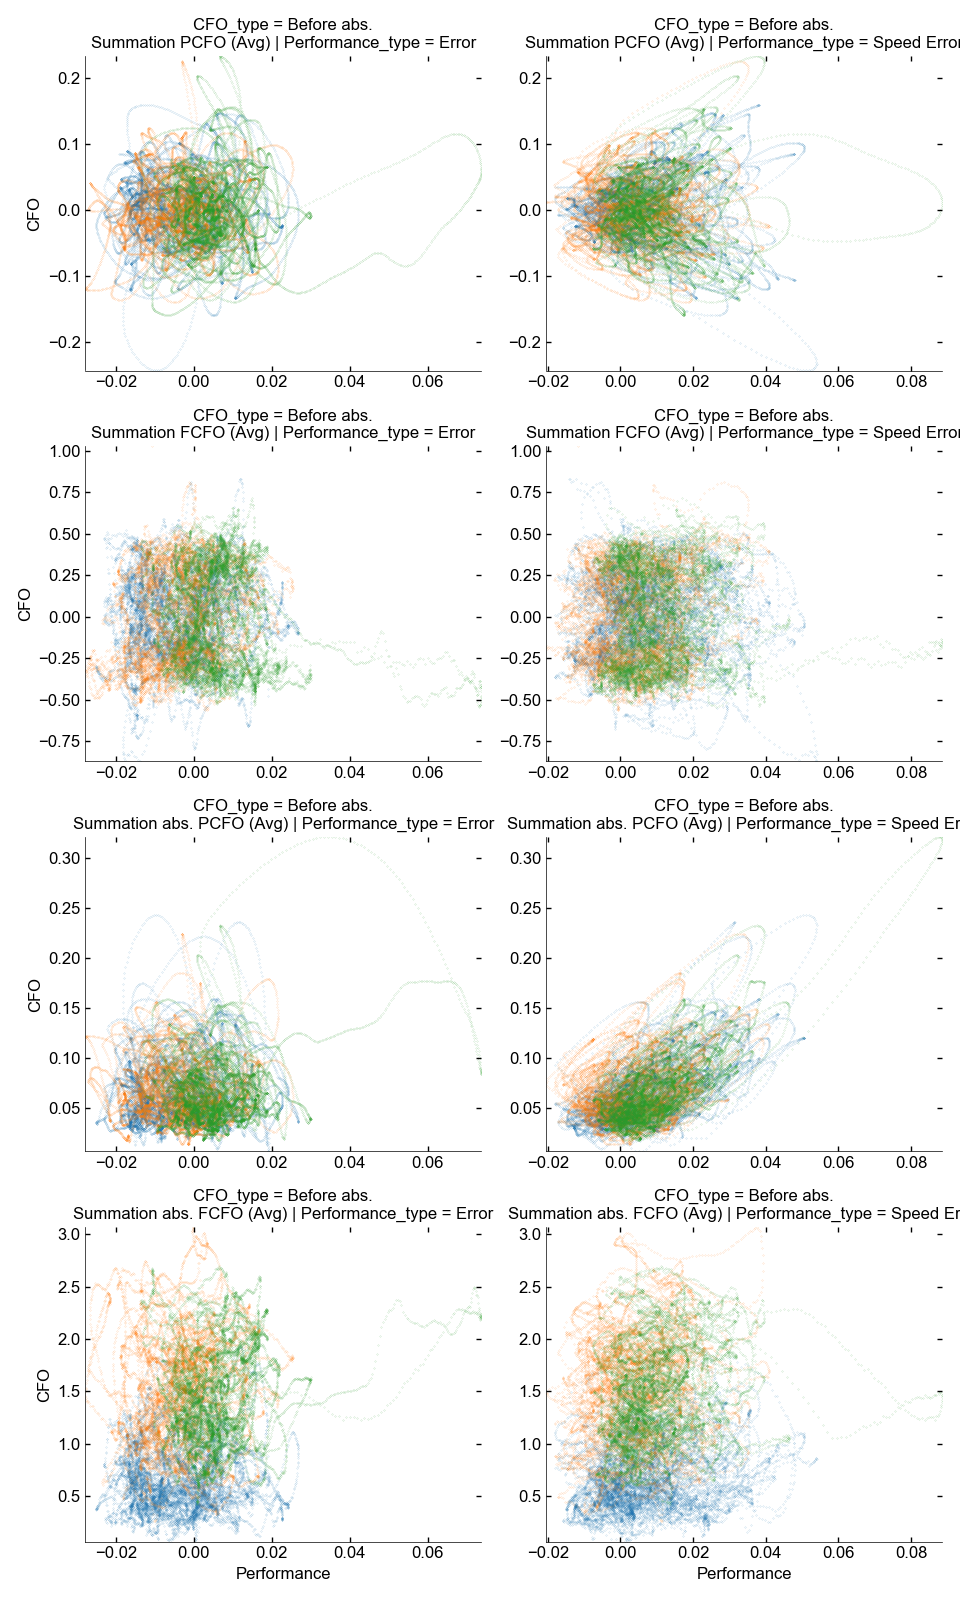 CFO_type = Before abs.
Summation PCFO (Avg) | Performance_type = Error
CFO_type = Before abs.
Summation PCFO (Avg) | Performance_type = Speed Error
0.2
0.1
0.0
−0.1
−0.2
CFO
−0.02 0.00 0.02 0.04 0.06
0.2
0.1
0.0
−0.1
−0.2
−0.02 0.00 0.02 0.04 0.06 0.08
CFO_type = Before abs.
Summation FCFO (Avg) | Performance_type = Error
CFO_type = Before abs.
Summation FCFO (Avg) | Performance_type = Speed Error
1.00
0.75
0.50
0.25
0.00
−0.25
−0.50
−0.75
CFO
−0.02 0.00 0.02 0.04 0.06
1.00
0.75
0.50
0.25
0.00
−0.25
−0.50
−0.75
−0.02 0.00 0.02 0.04 0.06 0.08
CFO_type = Before abs.
Summation abs. PCFO (Avg) | Performance_type = Error
CFO_type = Before abs.
Summation abs. PCFO (Avg) | Performance_type = Speed Er
0.30
0.25
0.20
0.15
0.10
0.05
CFO
−0.02 0.00 0.02 0.04 0.06
0.30
0.25
0.20
0.15
0.10
0.05
−0.02 0.00 0.02 0.04 0.06 0.08
CFO_type = Before abs.
Summation abs. FCFO (Avg) | Performance_type = Error
CFO_type = Before abs.
Summation abs. FCFO (Avg) | Performance_type = Speed Er
3.0
2.5
2.0
1.5
1.0
0.5
CFO
−0.02 0.00 0.02 0.04 0.06
Performance
3.0
2.5
2.0
1.5
1.0
0.5
−0.02 0.00 0.02 0.04 0.06 0.08
Performance